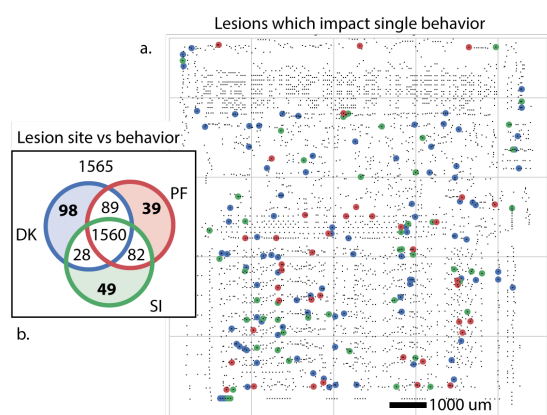 Lesions which impact single behavior
a.
Lesion site vs behavior
1565
PF
98
89
39
DK
1560
28
82
49
SI
b.
1000 um